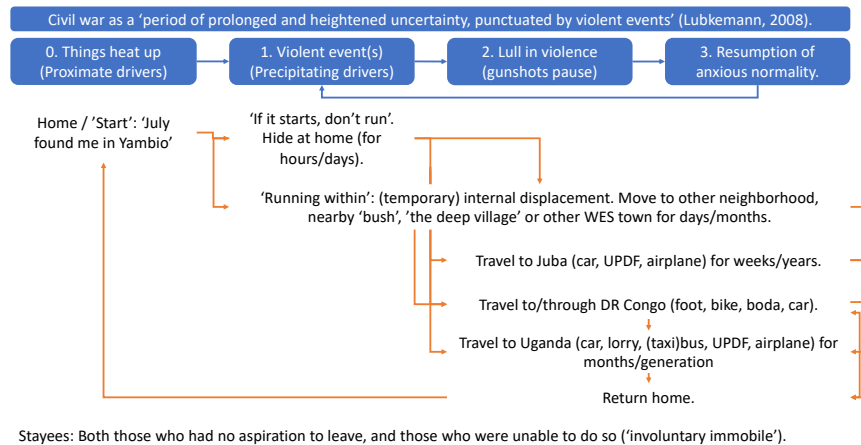 Civil war as a ‘period of prolonged and heightened uncertainty, punctuated by violent events’ (Lubkemann, 2008).
0. Things heat up
(Proximate drivers)
1. Violent event(s)
(Precipitating drivers)
2. Lull in violence
(gunshots pause)
3. Resumption of
anxious normality.
Home / ’Start’: ‘July
found me in Yambio’
‘If it starts, don’t run’.
Hide at home (for
hours/days).
‘Running within’: (temporary) internal displacement. Move to other neighborhood,
nearby ‘bush’, ’the deep village’ or other WES town for days/months.
Travel to Juba (car, UPDF, airplane) for weeks/years.
Travel to/through DR Congo (foot, bike, boda, car).
Travel to Uganda (car, lorry, (taxi)bus, UPDF, airplane) for
months/generation
Return home.
Stayees: Both those who had no aspiration to leave, and those who were unable to do so (‘involuntary immobile’).